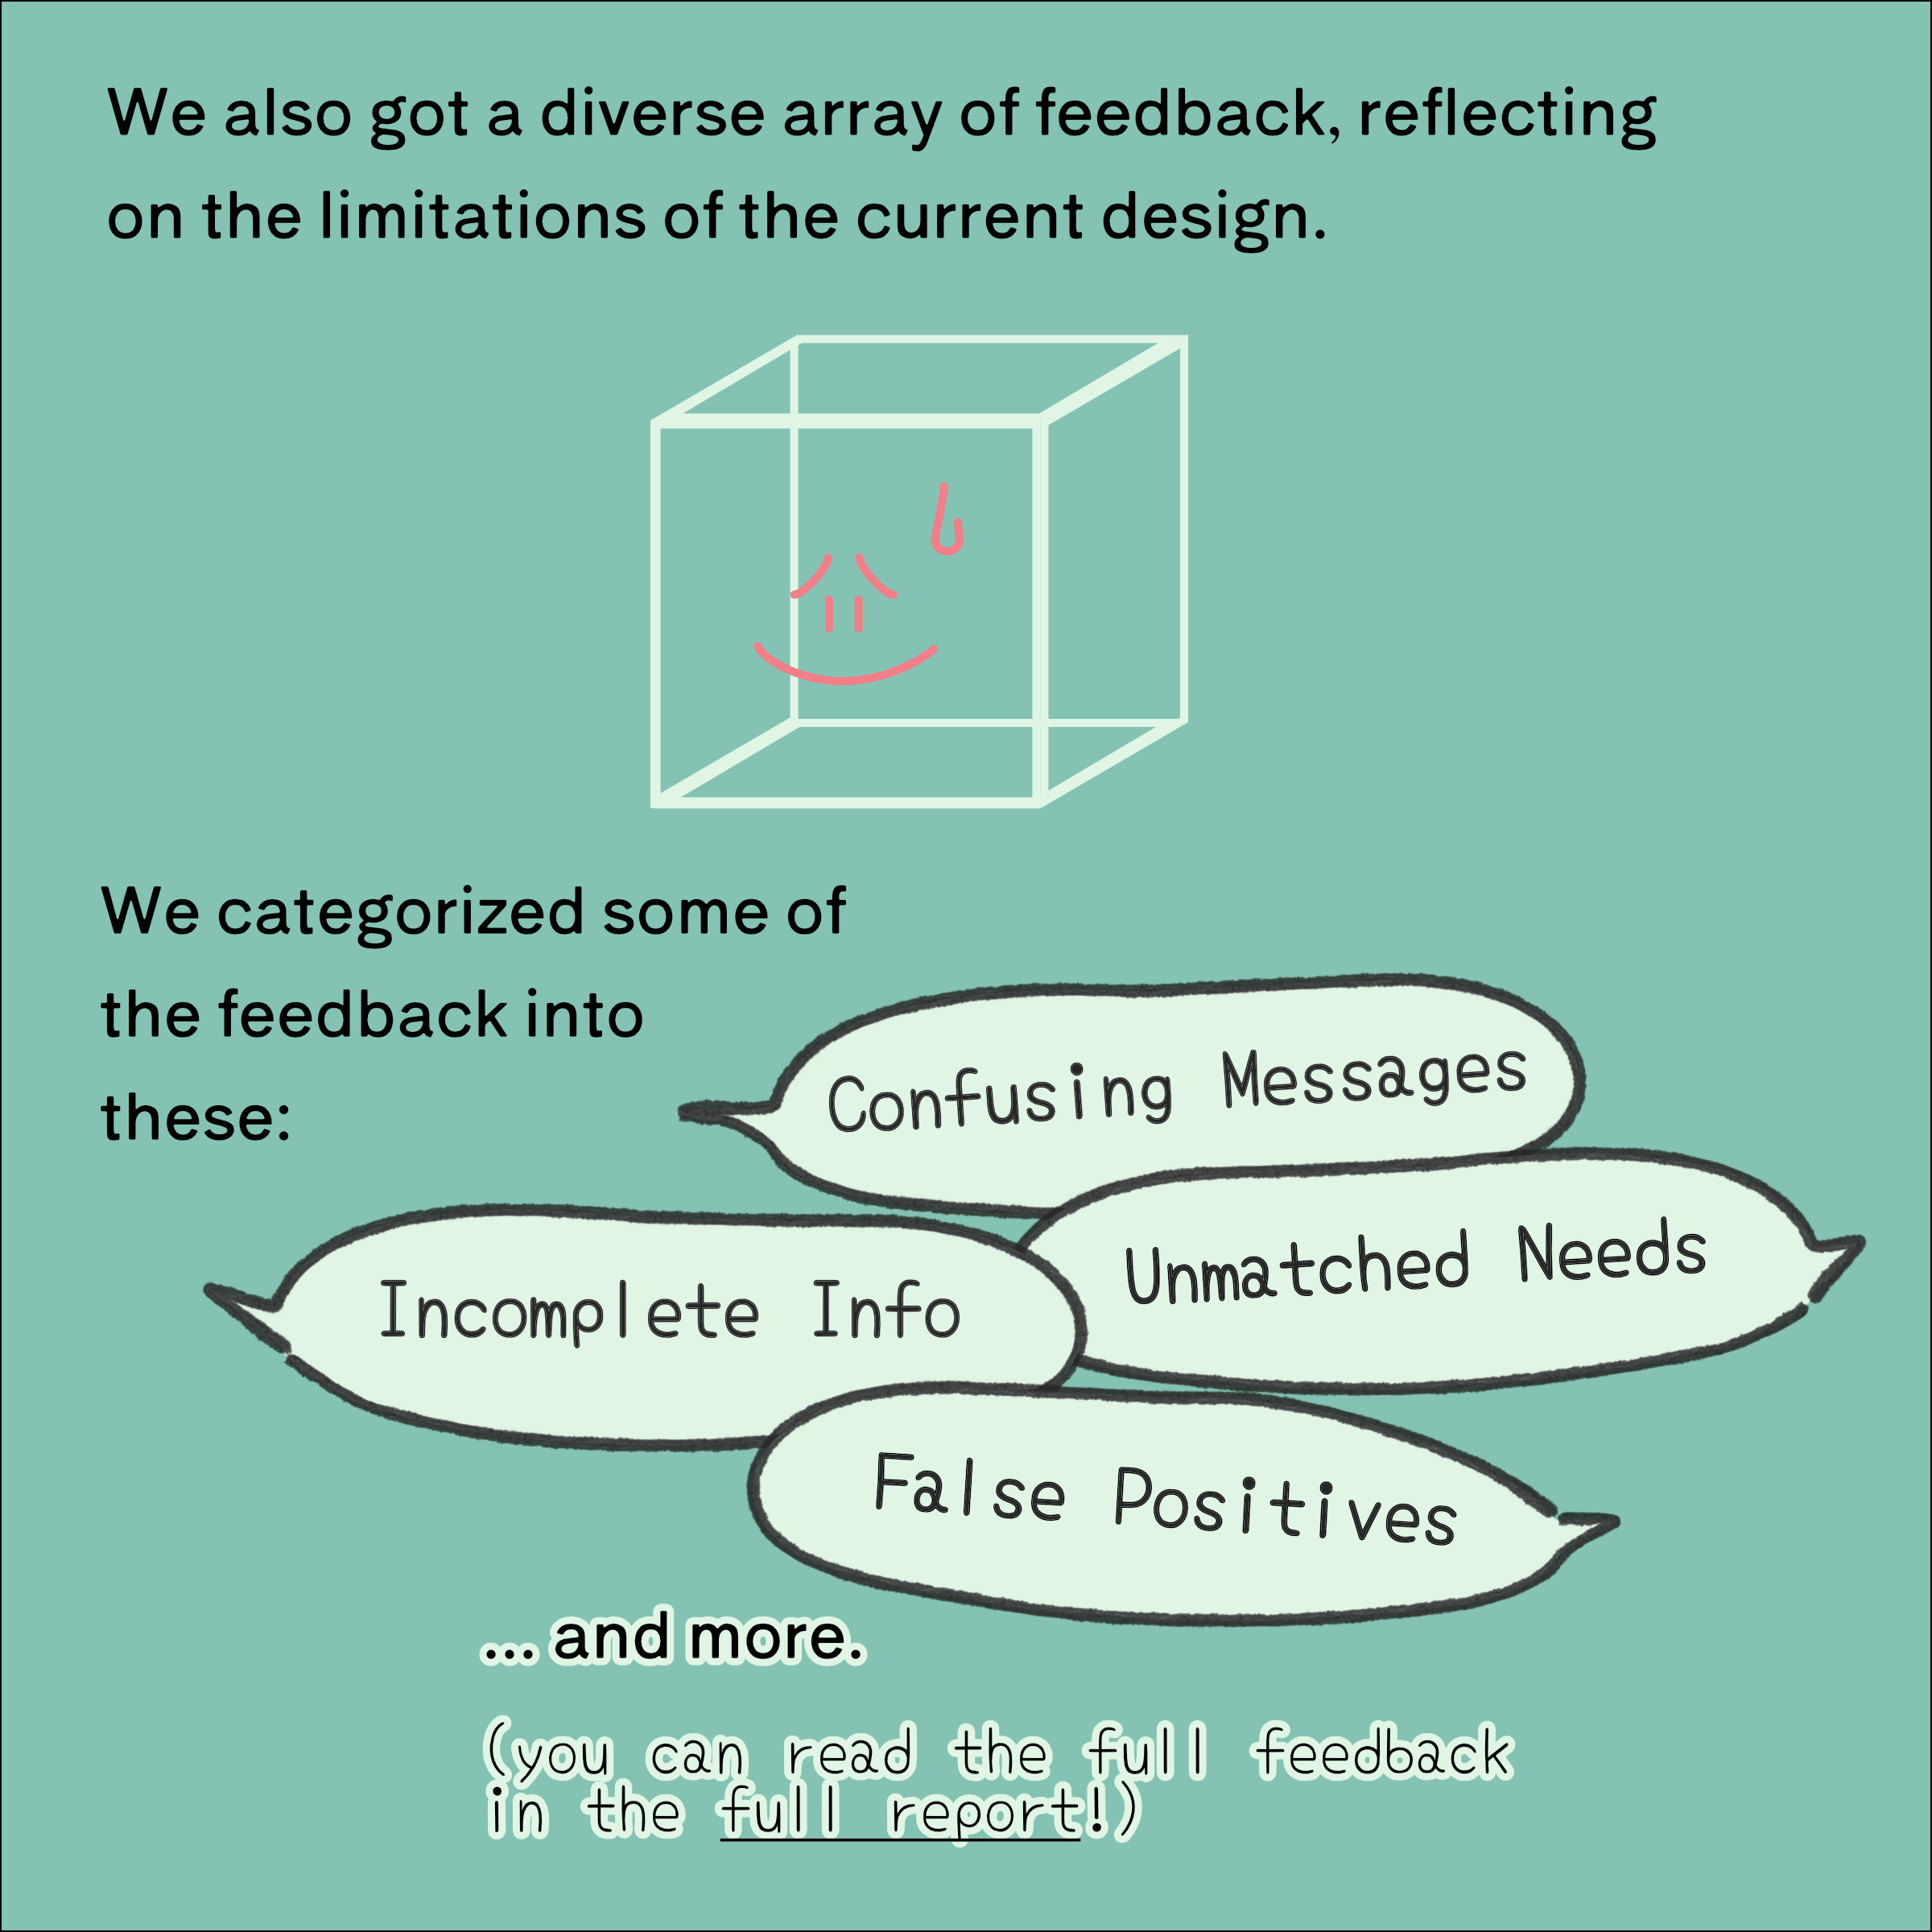 We also got a diverse array of feedback, reflecting
on the limitations of the current design.
We categorized some of
the feedback into
these:
Confusing Messages
Unmatched Needs
Incomplete Info
False Positives
... and more.
(you can read the full feedback
in the full report!)